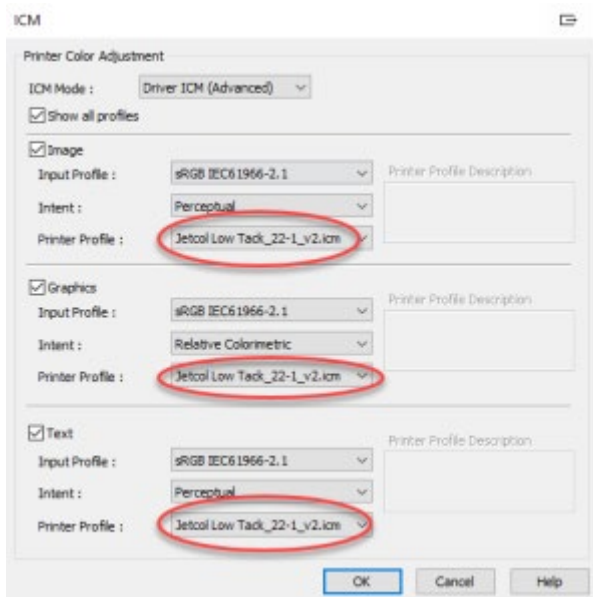 ICM
Printer Color Adjustment
ICM Mode : Driver ICM (Advanced)
Show all profiles
Image
Input Profile : sRGB IEC61966-2.1 Printer Profile Description
Intent : Perceptual
Printer Profile : Jetcol Low Tack_22-1_v2.icm
Graphics
Input Profile : sRGB IEC61966-2.1 Printer Profile Description
Intent : Relative Colorimetric
Printer Profile : Jetcol Low Tack_22-1_v2.icm
Text
Input Profile : sRGB IEC61966-2.1 Printer Profile Description
Intent : Perceptual
Printer Profile : Jetcol Low Tack_22-1_v2.icm
OK Cancel Help